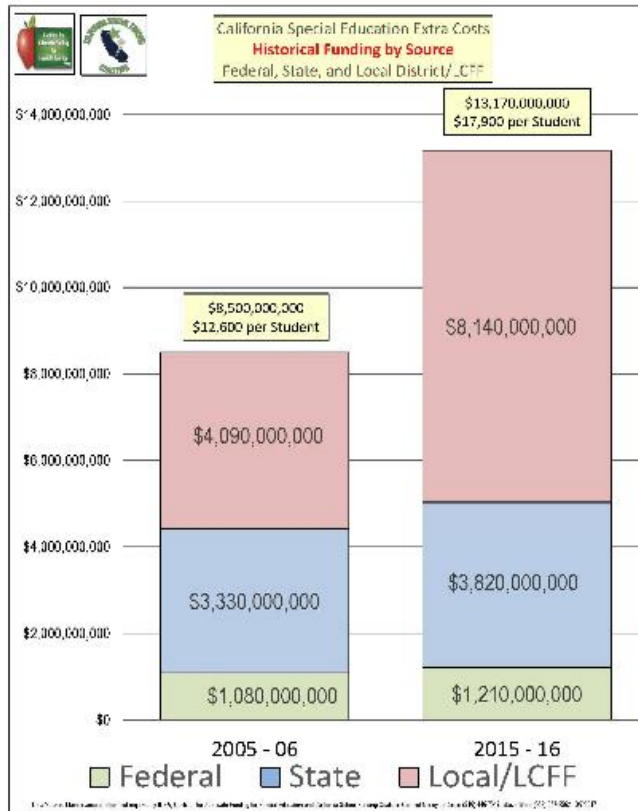 California Special Education Extra Costs
Historical Funding by Source
Federal, State, and Local District/LCFF
$13,170,000,000
$17,900 per Student
$14,000,000,000
$12,000,000,000
$10,000,000,000
$8,500,000,000
$12,600 per Student
$8,140,000,000
$8,000,000,000
$4,090,000,000
$6,000,000,000
$4,000,000,000
$3,820,000,000
$3,330,000,000
$2,000,000,000
$1,080,000,000
$1,210,000,000
$0
2005 - 06
2015 - 16
Federal
State
Local/LCFF